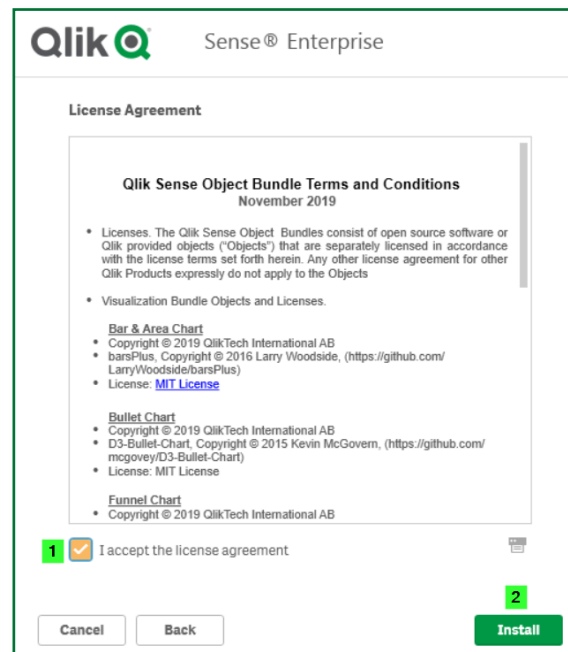 Qlik Sense® Enterprise
License Agreement
Qlik Sense Object Bundle Terms and Conditions
November 2019
• Licenses. The Qlik Sense Object Bundles consist of open source software or
Qlik provided objects (“Objects”) that are separately licensed in accordance
with the license terms set forth herein. Any other license agreement for other
Qlik Products expressly do not apply to the Objects
• Visualization Bundle Objects and Licenses.
Bar & Area Chart
• Copyright © 2019 QlikTech International AB
• barsPlus, Copyright © 2016 Larry Woodside, (https://github.com/
LarryWoodside/barsPlus)
• License: MIT License
Bullet Chart
• Copyright © 2019 QlikTech International AB
• D3-Bullet-Chart, Copyright © 2015 Kevin McGovern, (https://github.com/
mcgovey/D3-Bullet-Chart)
• License: MIT License
Funnel Chart
• Copyright © 2019 QlikTech International AB
1 I accept the license agreement
2
Cancel Back Install